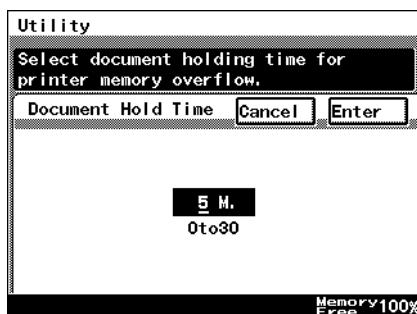 Utility
Select document holding time for
printer memory overflow.
Document Hold Time Cancel Enter
5 M.
0to30
Memory 100%
Free